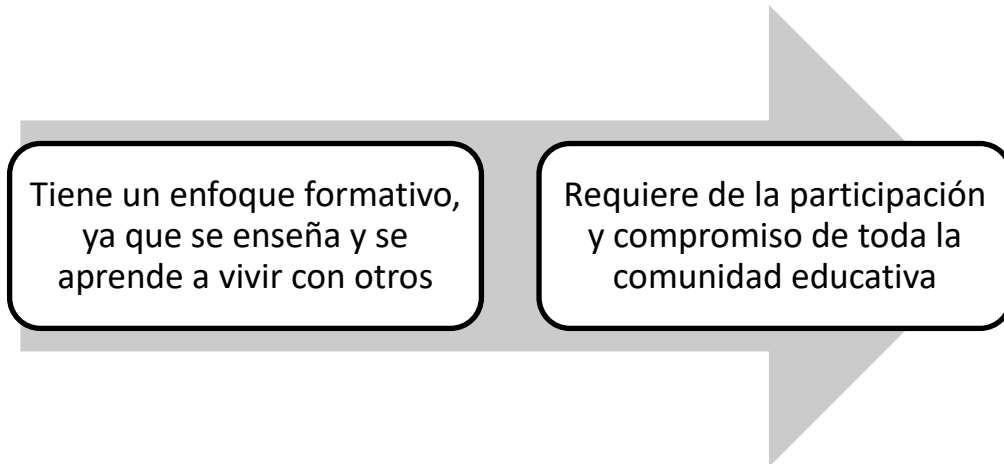 Tiene un enfoque formativo,
ya que se enseña y se
aprende a vivir con otros
Requiere de la participación
y compromiso de toda la
comunidad educativa